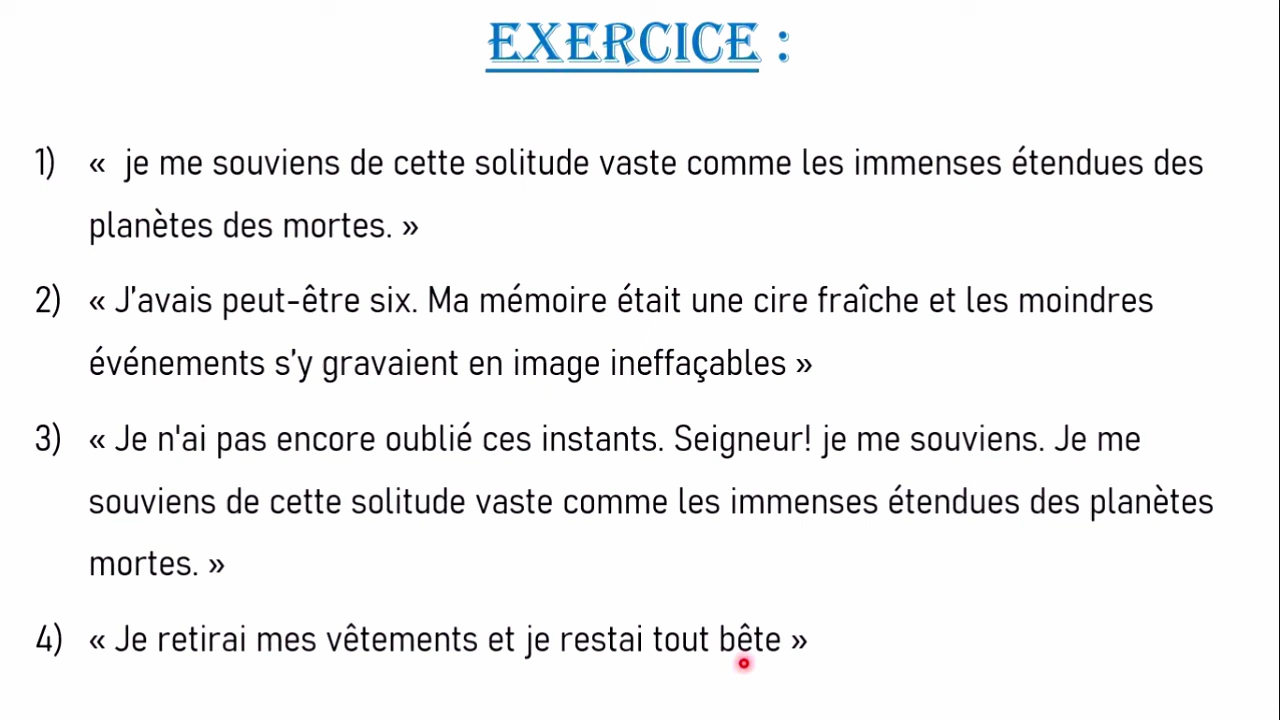 EXERCICE :
1) «  je me souviens de cette solitude vaste comme les immenses étendues des
planètes des mortes. »
2) « J’avais peut-être six. Ma mémoire était une cire fraîche et les moindres
événements s’y gravaient en image ineffaçables »
3) « Je n'ai pas encore oublié ces instants. Seigneur! je me souviens. Je me
souviens de cette solitude vaste comme les immenses étendues des planètes
mortes. »
4) « Je retirai mes vêtements et je restai tout bête »